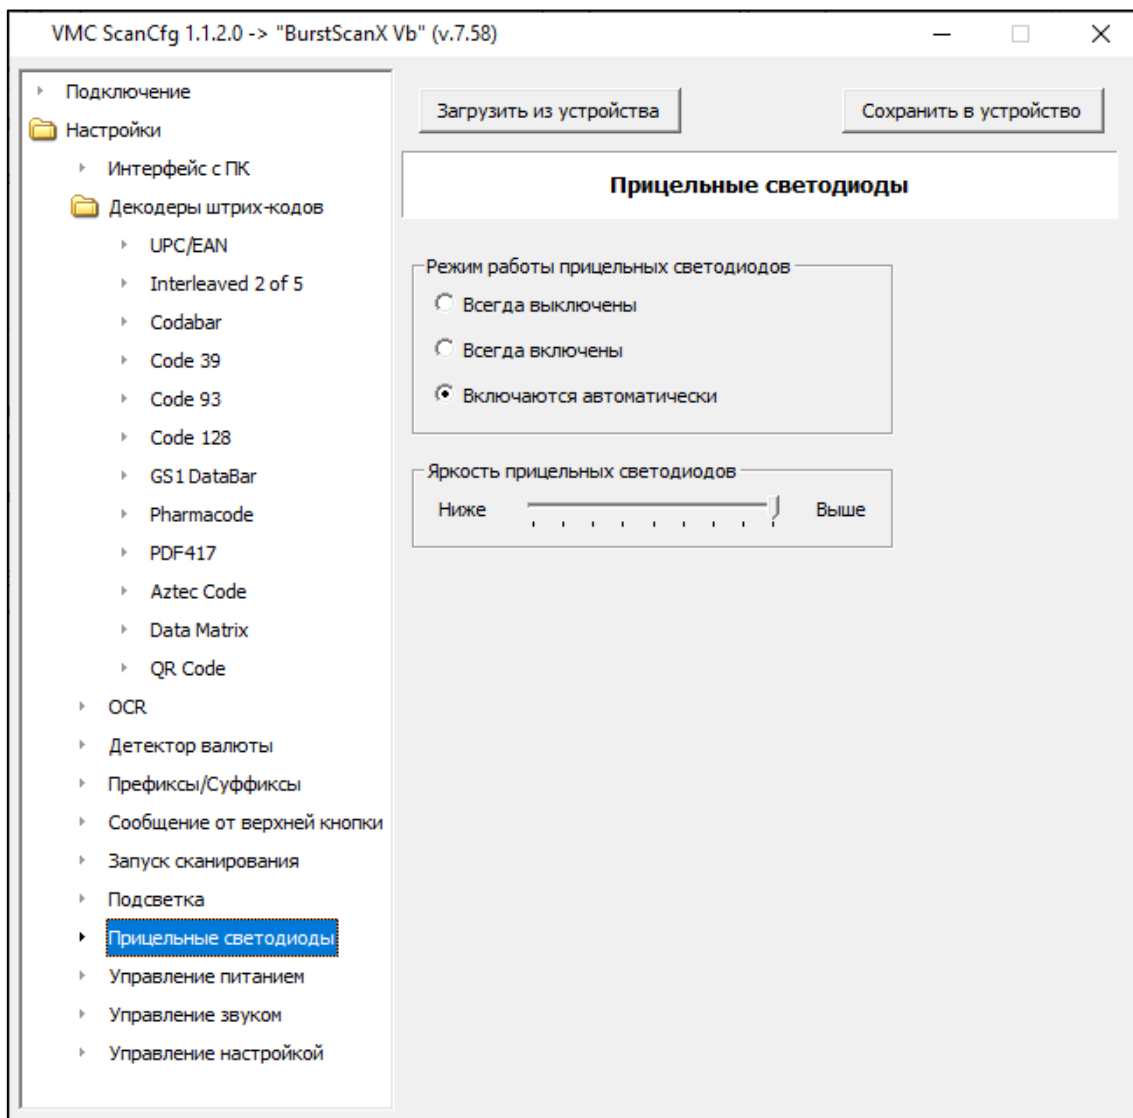 VMC ScanCfg 1.1.2.0 -> "BurstScanX Vb" (v.7.58)
Подключение
Настройки
Интерфейс с ПК
Декодеры штрих-кодов
UPC/EAN
Interleaved 2 of 5
Codabar
Code 39
Code 93
Code 128
GS1 DataBar
Pharmacode
PDF417
Aztec Code
Data Matrix
QR Code
OCR
Детектор валюты
Префиксы/Суффиксы
Сообщение от верхней кнопки
Запуск сканирования
Подсветка
Прицельные светодиоды
Управление питанием
Управление звуком
Управление настройкой
Загрузить из устройства
Сохранить в устройство
Прицельные светодиоды
Режим работы прицельных светодиодов
Всегда выключены
Всегда включены
Включаются автоматически
Яркость прицельных светодиодов
Ниже
Выше